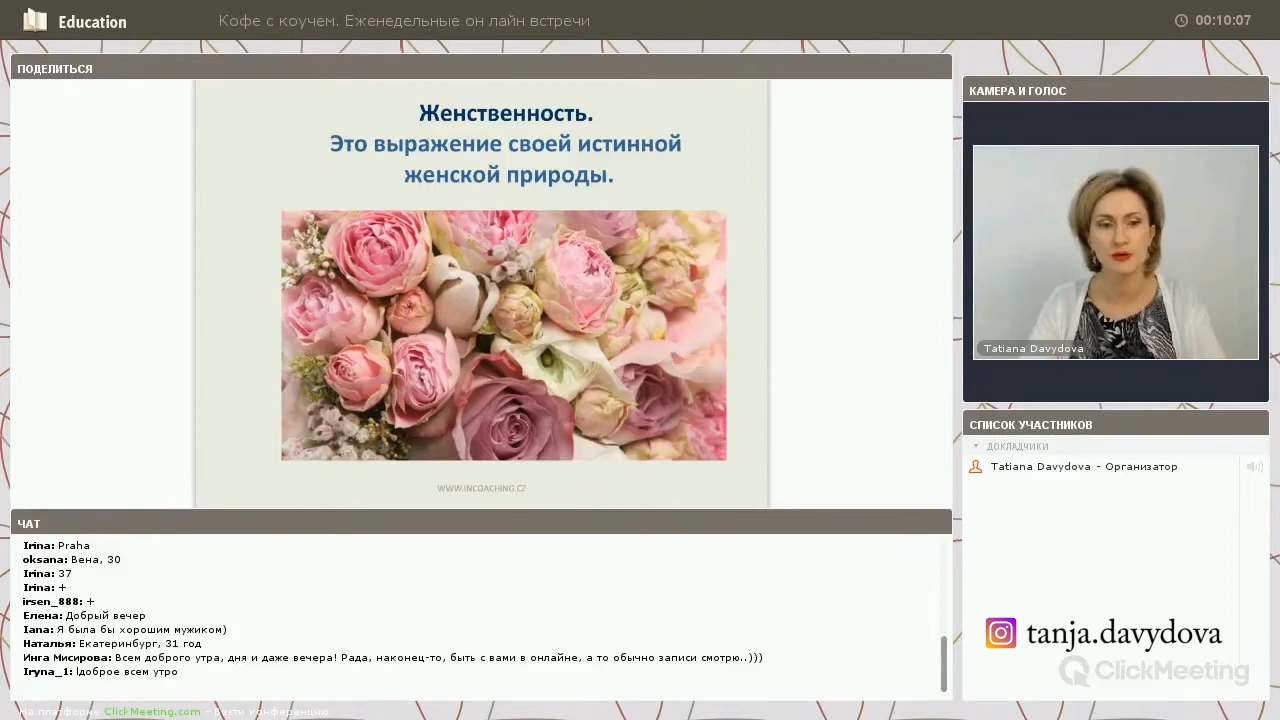 Education
Кофе с коучем. Еженедельные он лайн встречи
00:10:07
ПОДЕЛИТЬСЯ
Женственность.
Это выражение своей истинной
женской природы.
WWW.INCOACHING.CZ
КАМЕРА И ГОЛОС
Tatiana Davydova
СПИСОК УЧАСТНИКОВ
ДОКЛАДЧИКИ
Tatiana Davydova - Организатор
tanja.davydova
ClickMeeting
ЧАТ
Irina: Praha
oksana: Вена, 30
Irina: 37
Irina: +
irsen_888: +
Елена: Добрый вечер
Iana: Я была бы хорошим мужиком)
Наталья: Екатеринбург, 31 год
Инга Мисирова: Всем доброго утра, дня и даже вечера! Рада, наконец-то, быть с вами в онлайне, а то обычно записи смотрю..)))
Iryna_1: !доброе всем утро
На платформе ClickMeeting.com - Вести конференцию